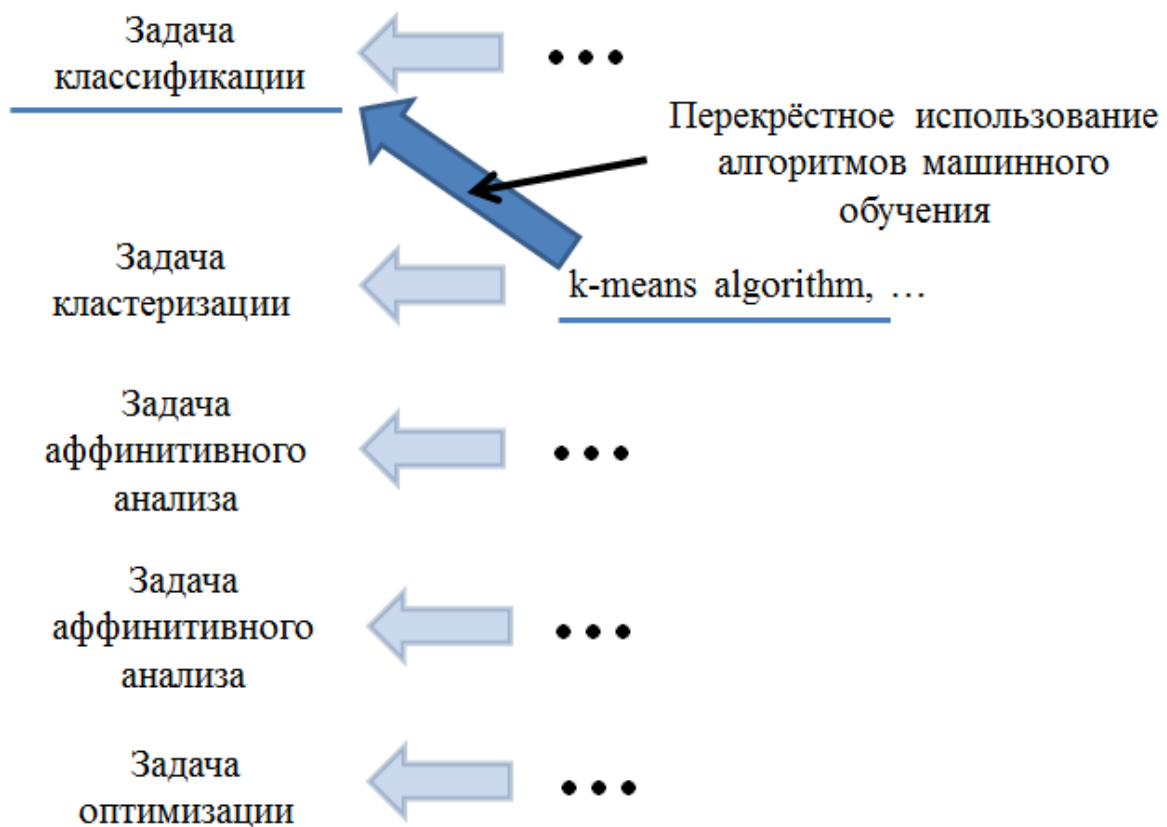 Задача
классификации
• • •
Перекрёстное использование
алгоритмов машинного
обучения
Задача
кластеризации
k-means algorithm, …
Задача
аффинитивного
анализа
• • •
Задача
аффинитивного
анализа
• • •
Задача
оптимизации
• • •